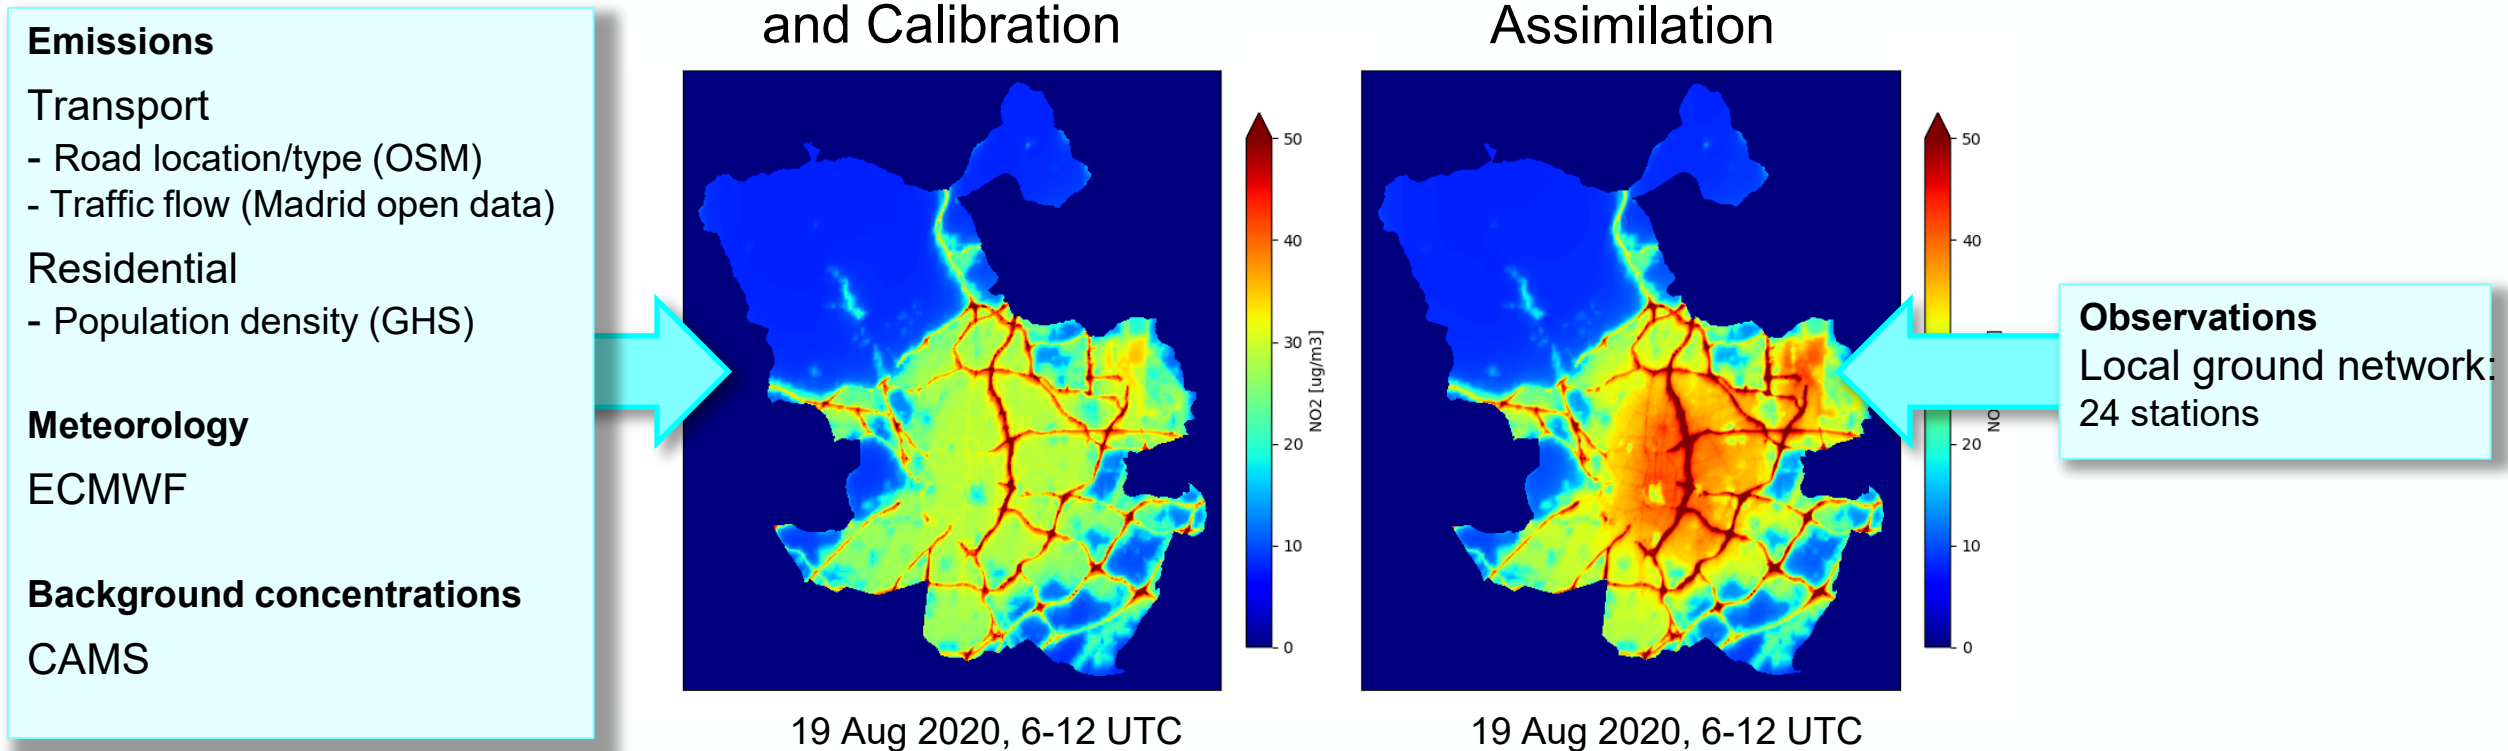 Emissions
Transport
- Road location/type (OSM)
- Traffic flow (Madrid open data)
Residential
- Population density (GHS)
Meteorology
ECMWF
Background concentrations
CAMS
and Calibration
50
40
30
20
10
0
NO2 [ug/m3]
19 Aug 2020, 6-12 UTC
Assimilation
50
40
20
10
0
19 Aug 2020, 6-12 UTC
Observations
Local ground network:
24 stations